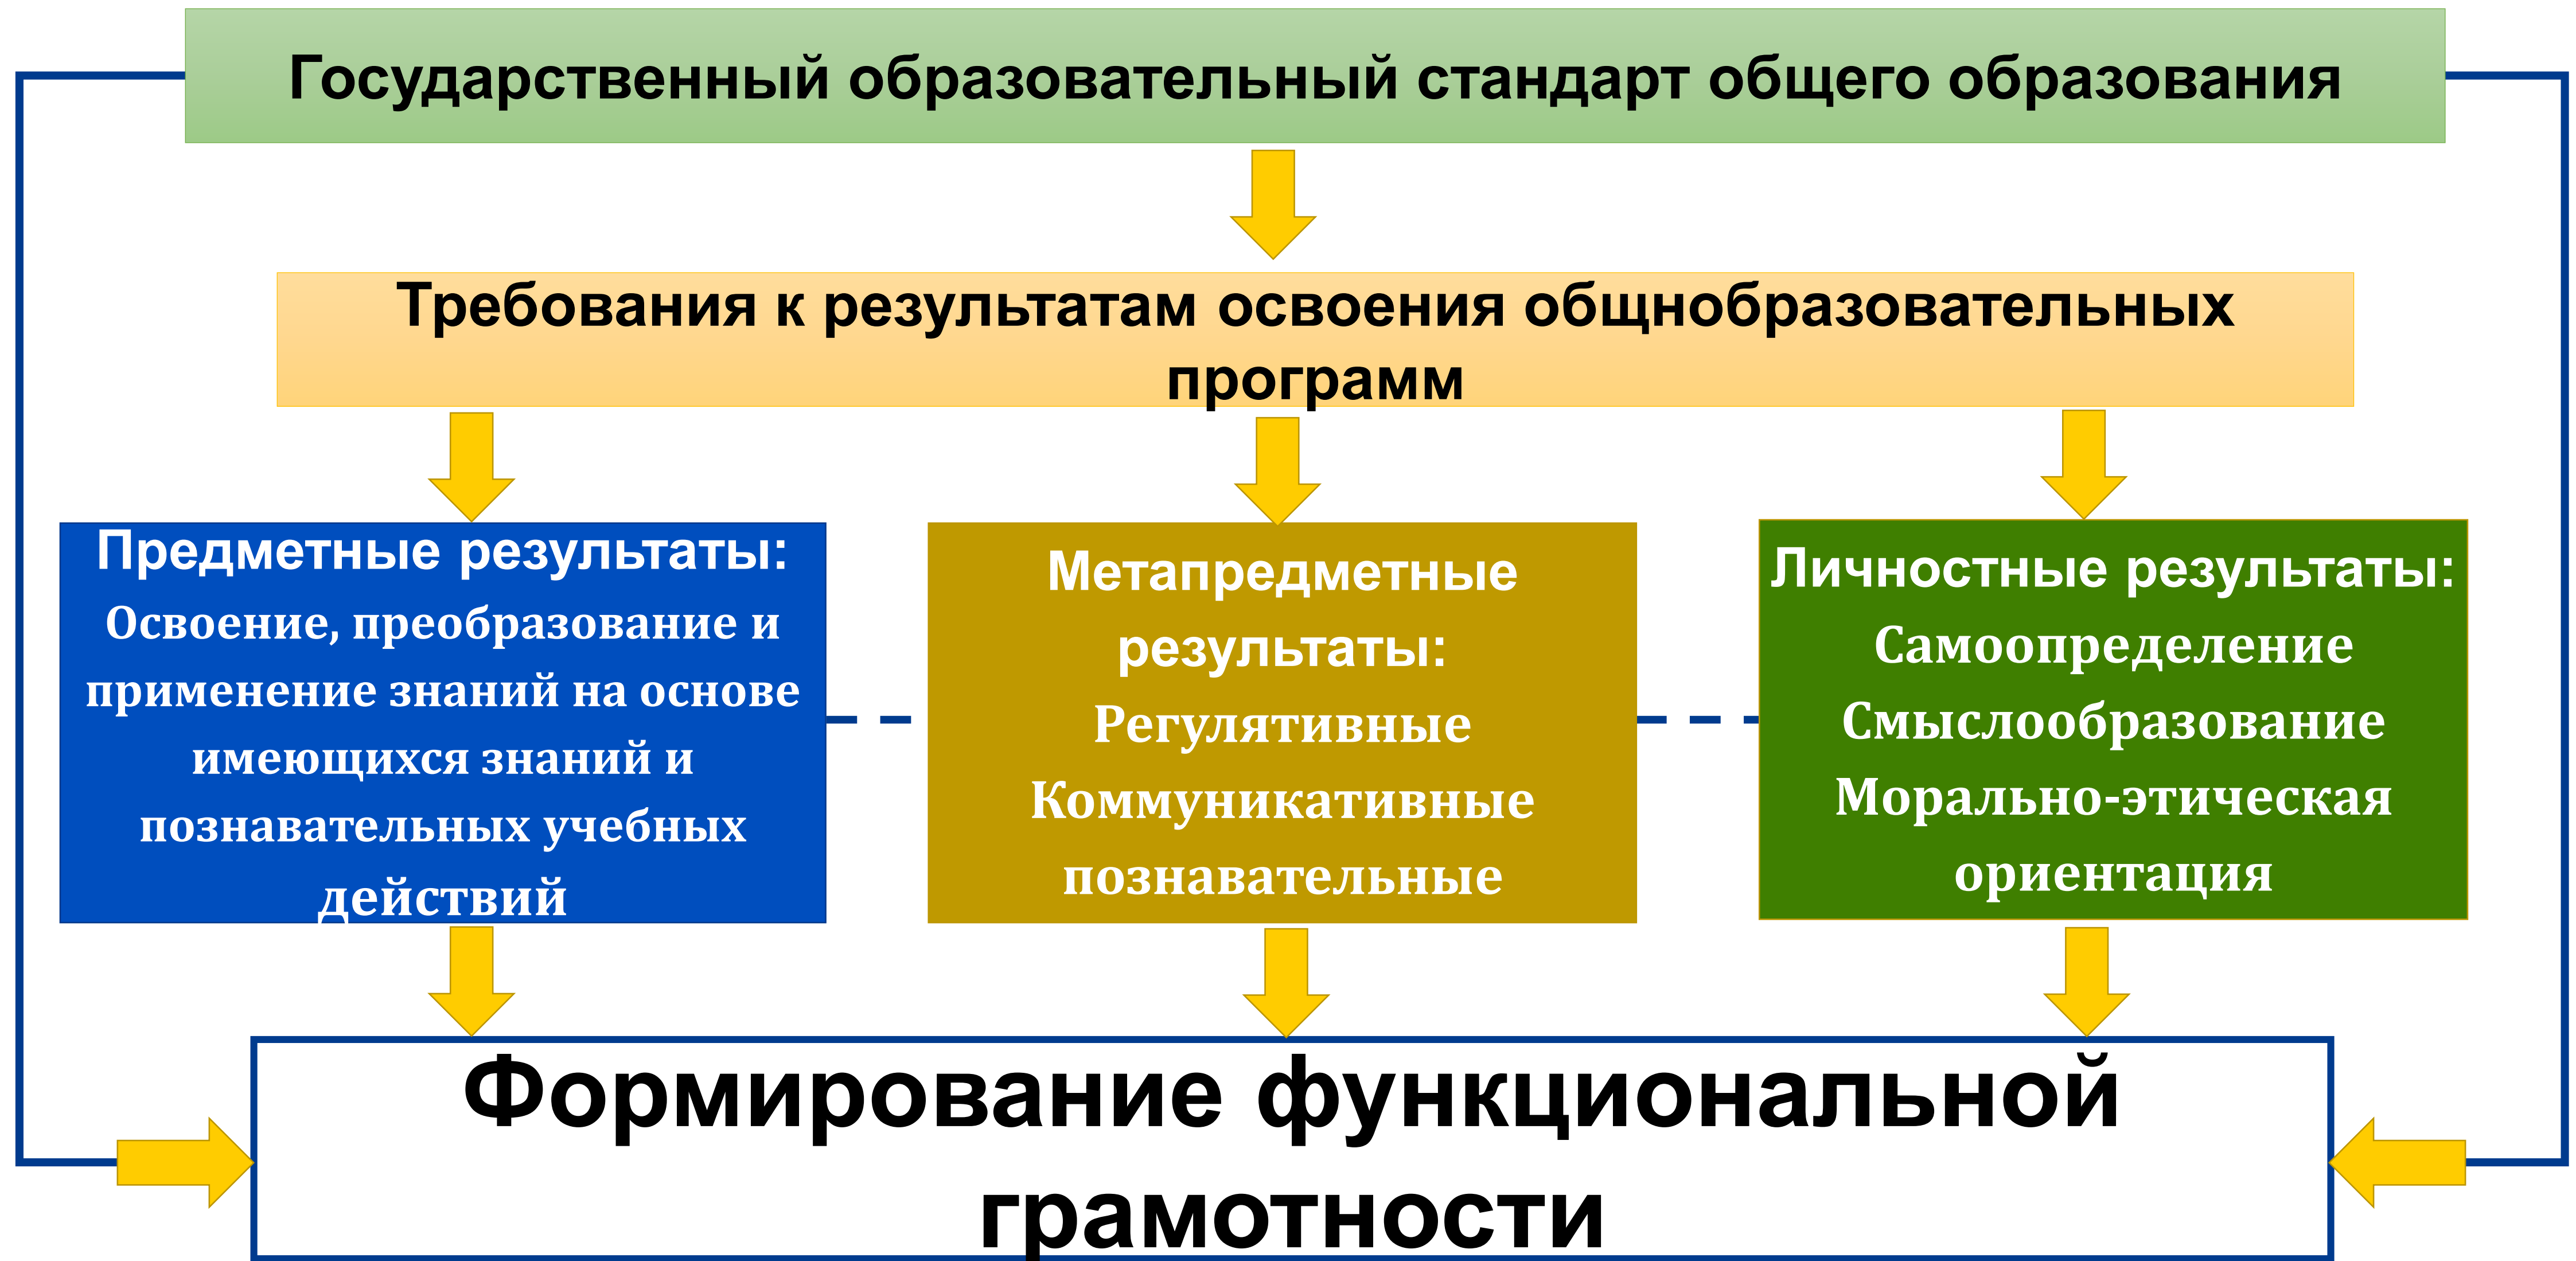 Государственный образовательный стандарт общего образования
Требования к результатам освоения общнобразовательных
программ
Предметные результаты:
Освоение, преобразование и
применение знаний на основе
имеющихся знаний и
познавательных учебных
действий
Метапредметные
результаты:
Регулятивные
Коммуникативные
познавательные
Личностные результаты:
Самоопределение
Смыслообразование
Морально-этическая
ориентация
Формирование функциональной
грамотности